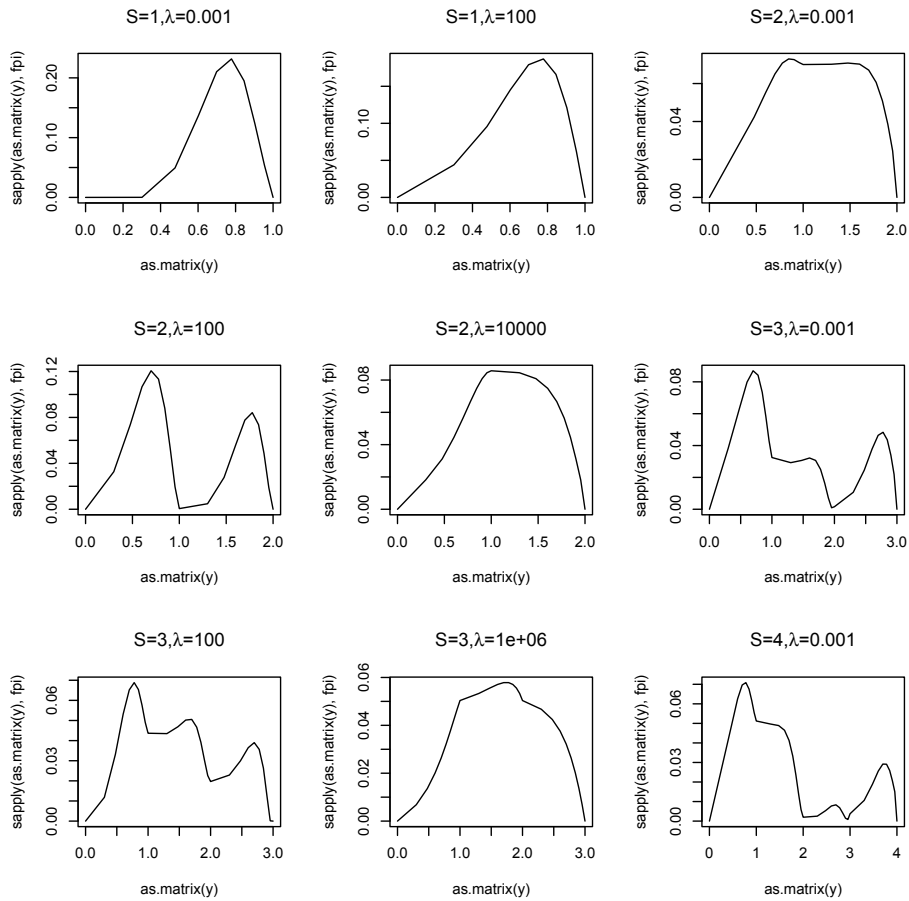 S=1,λ=0.001
sapply(as.matrix(y), fpi)
0.00 0.10 0.20
0.0 0.2 0.4 0.6 0.8 1.0
as.matrix(y)
S=1,λ=100
sapply(as.matrix(y), fpi)
0.00 0.10
0.0 0.2 0.4 0.6 0.8 1.0
as.matrix(y)
S=2,λ=0.001
sapply(as.matrix(y), fpi)
0.00 0.04
0.0 0.5 1.0 1.5 2.0
as.matrix(y)
S=2,λ=100
sapply(as.matrix(y), fpi)
0.00 0.04 0.08 0.12
0.0 0.5 1.0 1.5 2.0
as.matrix(y)
S=2,λ=10000
sapply(as.matrix(y), fpi)
0.00 0.04 0.08
0.0 0.5 1.0 1.5 2.0
as.matrix(y)
S=3,λ=0.001
sapply(as.matrix(y), fpi)
0.00 0.04 0.08
0.0 1.0 2.0 3.0
as.matrix(y)
S=3,λ=100
sapply(as.matrix(y), fpi)
0.00 0.03 0.06
0.0 1.0 2.0 3.0
as.matrix(y)
S=3,λ=1e+06
sapply(as.matrix(y), fpi)
0.00 0.02 0.04 0.06
0.0 1.0 2.0 3.0
as.matrix(y)
S=4,λ=0.001
sapply(as.matrix(y), fpi)
0.00 0.03 0.06
0 1 2 3 4
as.matrix(y)